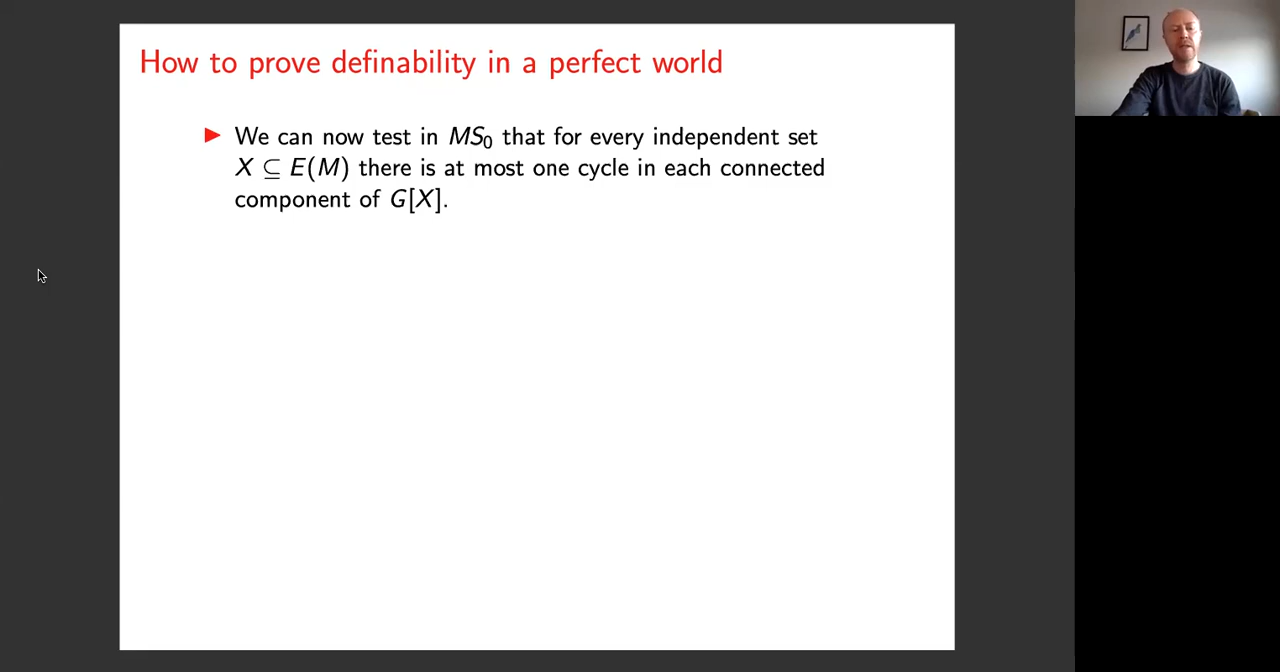 How to prove definability in a perfect world
▶ We can now test in MS₀ that for every independent set
X ⊆ E(M) there is at most one cycle in each connected
component of G[X].